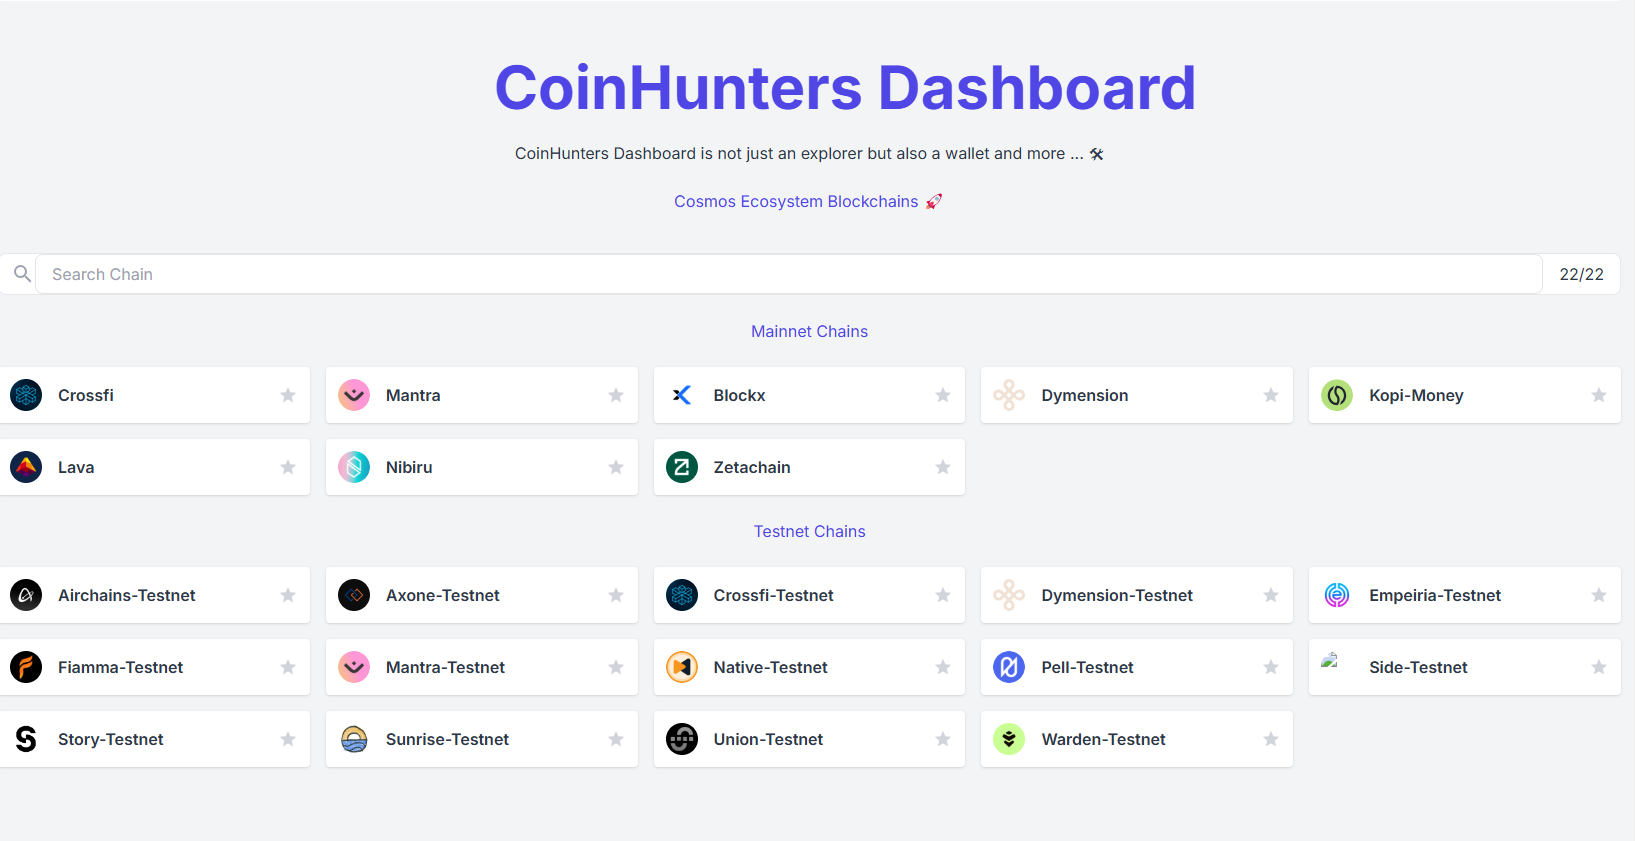 CoinHunters Dashboard
CoinHunters Dashboard is not just an explorer but also a wallet and more ... 🛠
Cosmos Ecosystem Blockchains 🚀
Search Chain 22/22
Mainnet Chains
Crossfi Mantra Blockx Dymension Kopi-Money
Lava Nibiru Zetachain
Testnet Chains
Airchains-Testnet Axone-Testnet Crossfi-Testnet Dymension-Testnet Empeiria-Testnet
Fiamma-Testnet Mantra-Testnet Native-Testnet Pell-Testnet Side-Testnet
Story-Testnet Sunrise-Testnet Union-Testnet Warden-Testnet